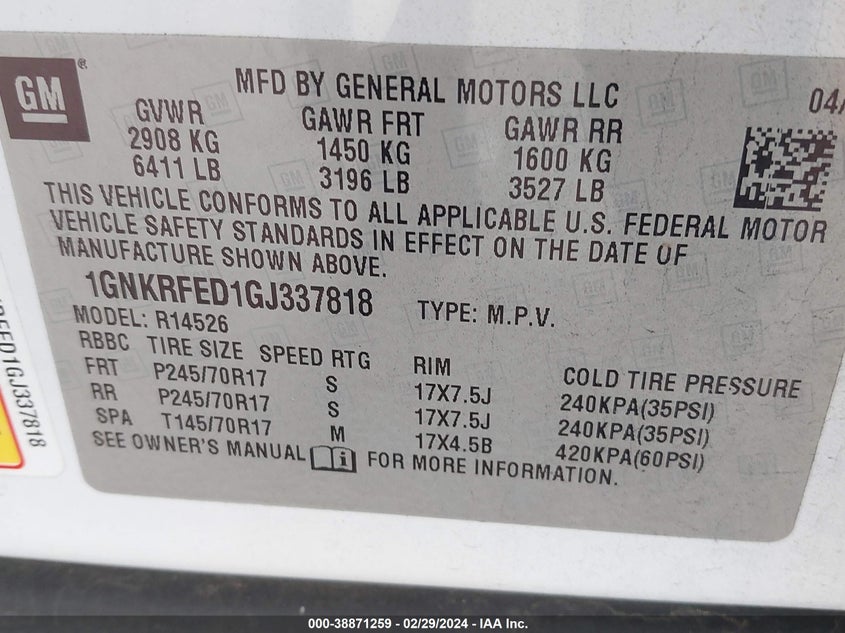 GM
MFD BY GENERAL MOTORS LLC
04/
GVWR GAWR FRT GAWR RR
2908 KG 1450 KG 1600 KG
6411 LB 3196 LB 3527 LB
THIS VEHICLE CONFORMS TO ALL APPLICABLE U.S. FEDERAL MOTOR
VEHICLE SAFETY STANDARDS IN EFFECT ON THE DATE OF
MANUFACTURE SHOWN ABOVE.
1GNKRFED1GJ337818 TYPE: M.P.V.
MODEL: R14526
RBBC TIRE SIZE SPEED RTG RIM COLD TIRE PRESSURE
FRT P245/70R17 S 17X7.5J 240KPA(35PSI)
RR P245/70R17 S 17X7.5J 240KPA(35PSI)
SPA T145/70R17 M 17X4.5B 420KPA(60PSI)
SEE OWNER'S MANUAL FOR MORE INFORMATION.
ED1GJ337818
000-38871259 - 02/29/2024 - IAA Inc.